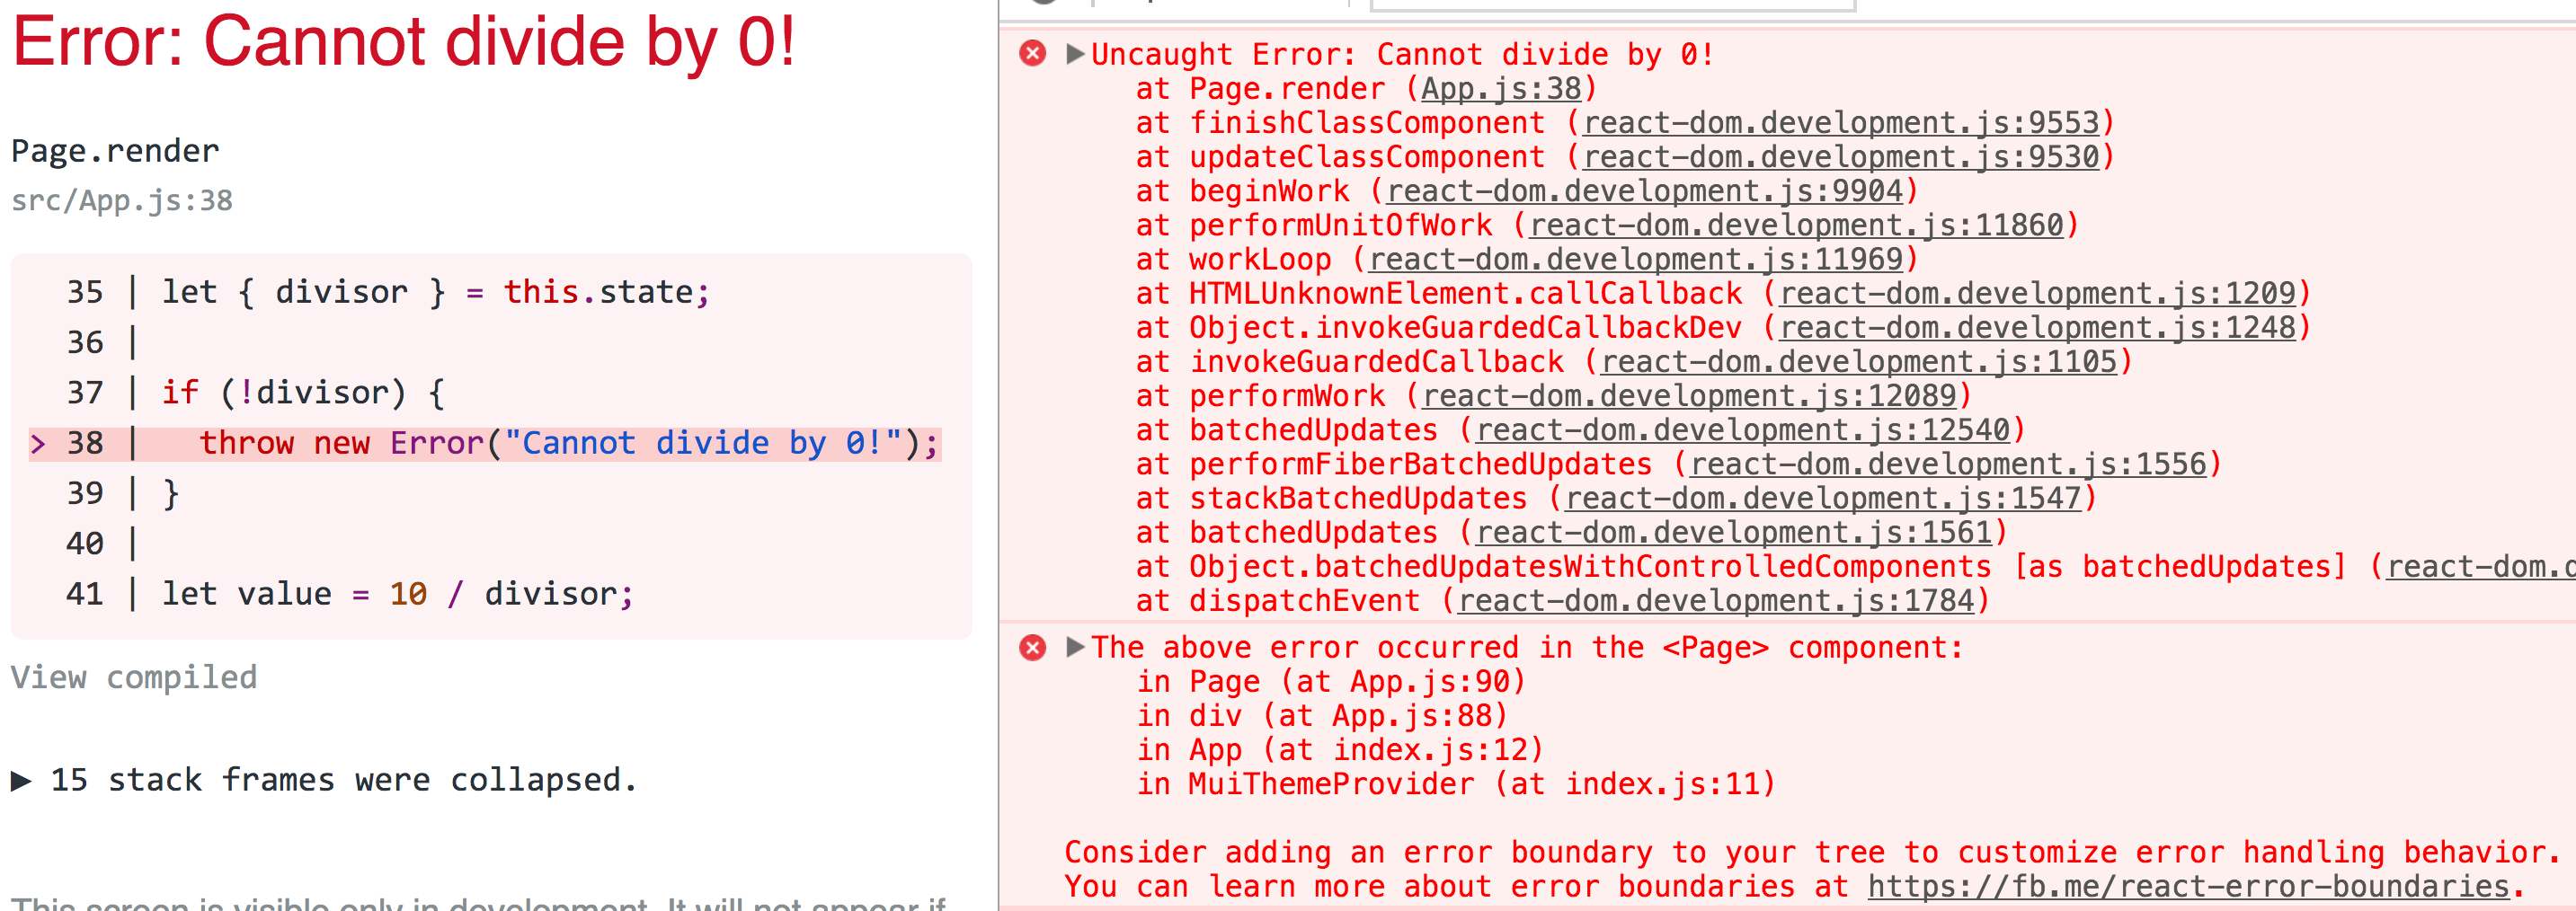 Error: Cannot divide by 0!
Page.render
src/App.js:38
35 | let { divisor } = this.state;
36 |
37 | if (!divisor) {
> 38 |   throw new Error("Cannot divide by 0!");
39 | }
40 |
41 | let value = 10 / divisor;
View compiled
▶ 15 stack frames were collapsed.
This screen is visible only in development. It will not appear if
▶Uncaught Error: Cannot divide by 0!
at Page.render (App.js:38)
at finishClassComponent (react-dom.development.js:9553)
at updateClassComponent (react-dom.development.js:9530)
at beginWork (react-dom.development.js:9904)
at performUnitOfWork (react-dom.development.js:11860)
at workLoop (react-dom.development.js:11969)
at HTMLUnknownElement.callCallback (react-dom.development.js:1209)
at Object.invokeGuardedCallbackDev (react-dom.development.js:1248)
at invokeGuardedCallback (react-dom.development.js:1105)
at performWork (react-dom.development.js:12089)
at batchedUpdates (react-dom.development.js:12540)
at performFiberBatchedUpdates (react-dom.development.js:1556)
at stackBatchedUpdates (react-dom.development.js:1547)
at batchedUpdates (react-dom.development.js:1561)
at Object.batchedUpdatesWithControlledComponents [as batchedUpdates] (react-dom.d
at dispatchEvent (react-dom.development.js:1784)
▶The above error occurred in the <Page> component:
in Page (at App.js:90)
in div (at App.js:88)
in App (at index.js:12)
in MuiThemeProvider (at index.js:11)
Consider adding an error boundary to your tree to customize error handling behavior.
You can learn more about error boundaries at https://fb.me/react-error-boundaries.